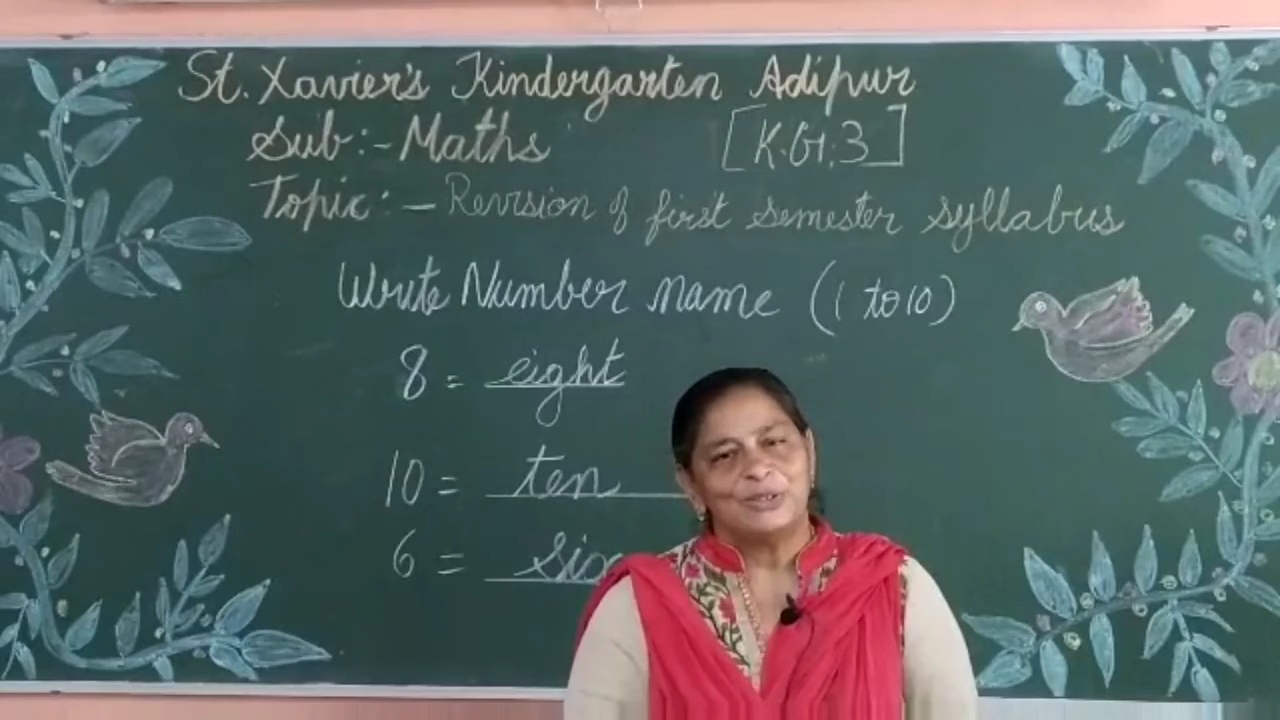 St. Xavier's Kindergarten Adipur
Sub:- Maths [K.G.3]
Topic:- Revision of first semester syllabus
Write Number name (1 to 10)
8 = eight
10 = ten
6 = six